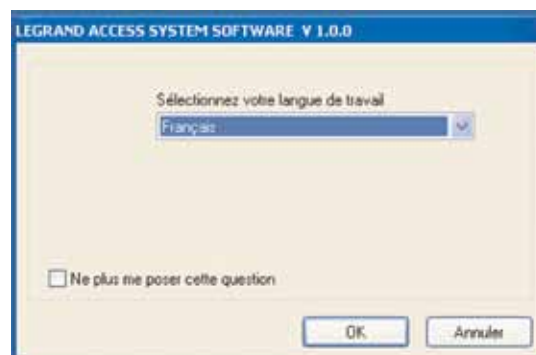 LEGRAND ACCESS SYSTEM SOFTWARE V 1.0.0
Sélectionnez votre langue de travail
Français
Ne plus me poser cette question
OK Annuler